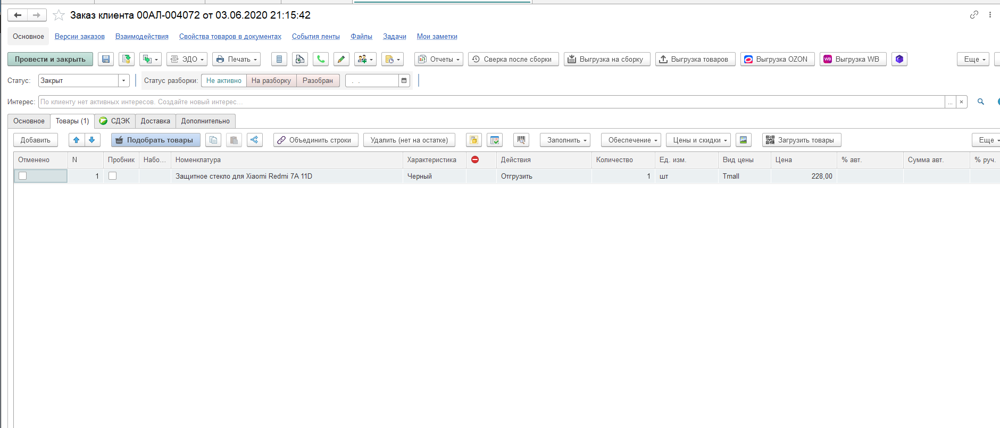 Заказ клиента 00АЛ-004072 от 03.06.2020 21:15:42
Основное Версии заказов Взаимодействия Свойства товаров в документах События ленты Файлы Задачи Мои заметки
Провести и закрыть ЭДО Печать Отчеты Сверка после сборки Выгрузка на сборку Выгрузка товаров Выгрузка OZON WB Выгрузка WB Еще
Статус: Закрыт Статус разборки: Не активно На разборку Разобран . .
Интерес: По клиенту нет активных интересов. Создайте новый интерес... ... ×
Основное Товары (1) СДЭК Доставка Дополнительно
Добавить Подобрать товары Объединить строки Удалить (нет на остатке) Заполнить Обеспечение Цены и скидки Загрузить товары Еще
Отменено N Пробник Набо... Номенклатура Характеристика Действия Количество Ед. изм. Вид цены Цена % авт. Сумма авт. % руч.
1 Защитное стекло для Xiaomi Redmi 7A 11D Черный Отгрузить 1 шт Tmall 228,00